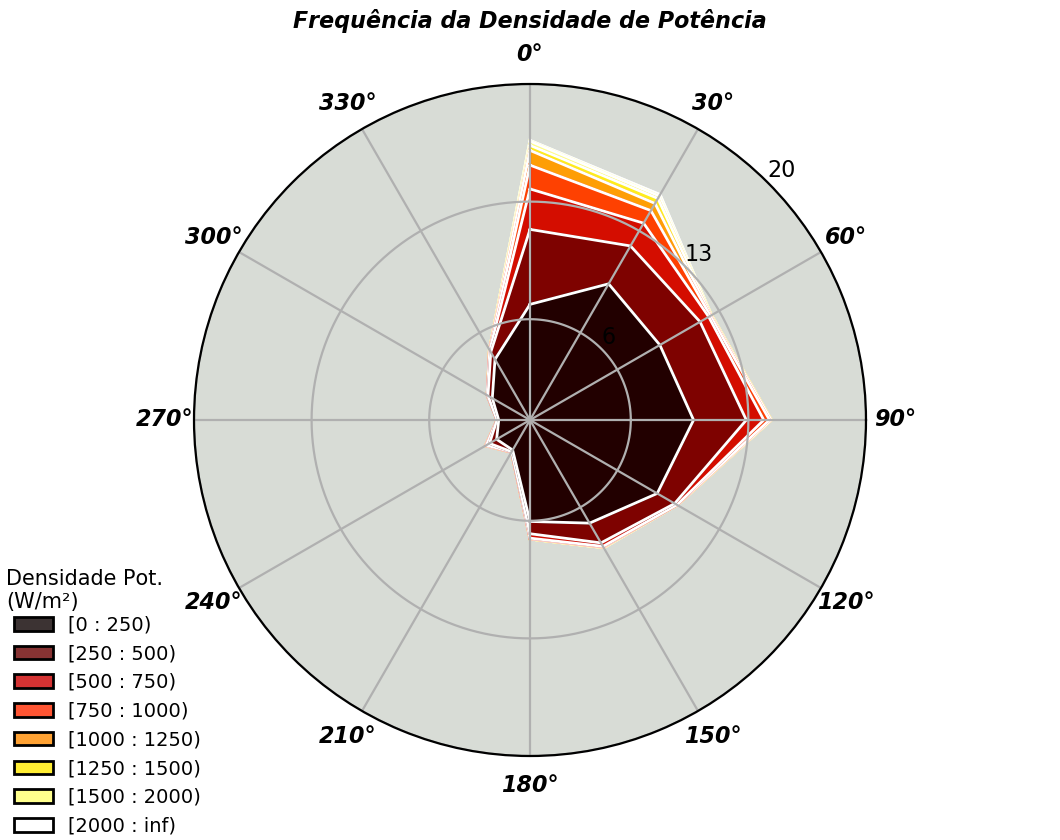 Frequência da Densidade de Potência
0°
330°
30°
20
300°
60°
13
6
270°
90°
240°
120°
210°
150°
180°
Densidade Pot.
(W/m²)
[0 : 250)
[250 : 500)
[500 : 750)
[750 : 1000)
[1000 : 1250)
[1250 : 1500)
[1500 : 2000)
[2000 : inf)